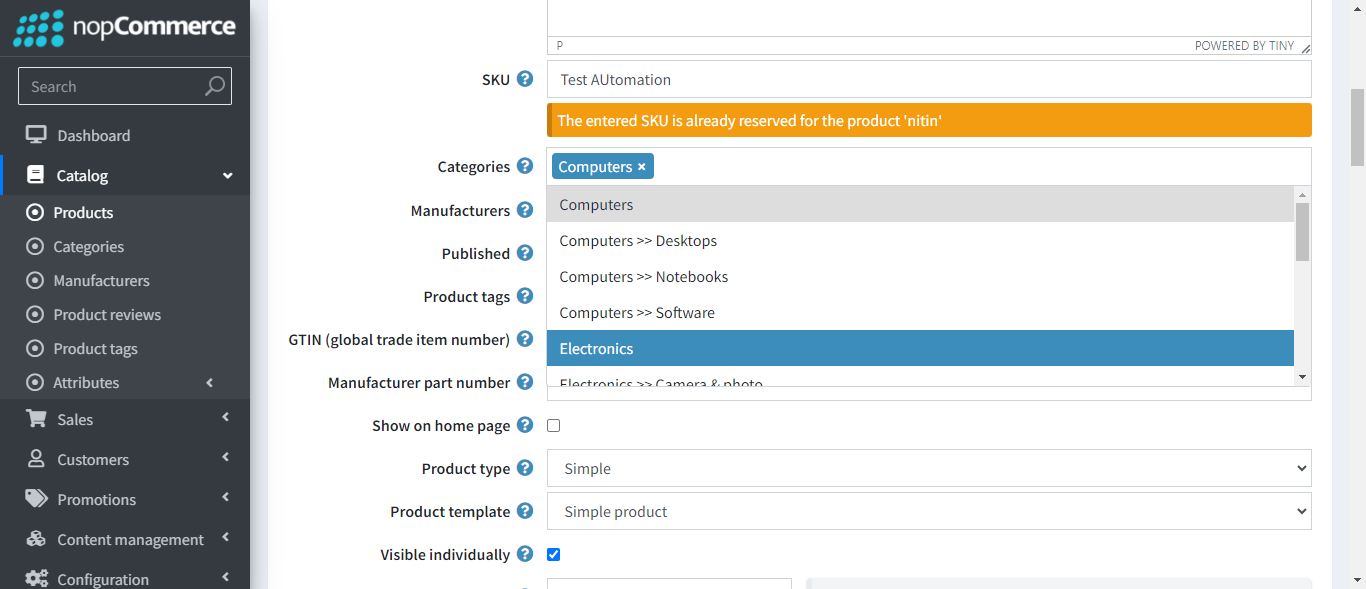 nopCommerce
Search
Dashboard
Catalog
Products
Categories
Manufacturers
Product reviews
Product tags
Attributes
Sales
Customers
Promotions
Content management
Configuration
P
POWERED BY TINY
SKU ?
Test AUtomation
The entered SKU is already reserved for the product 'nitin'
Categories ?
Computers ×
Manufacturers ?
Computers
Computers >> Desktops
Published ?
Computers >> Notebooks
Product tags ?
Computers >> Software
GTIN (global trade item number) ?
Electronics
Manufacturer part number ?
Electronics >> Camera & photo
Show on home page ?
Product type ?
Simple
Product template ?
Simple product
Visible individually ?